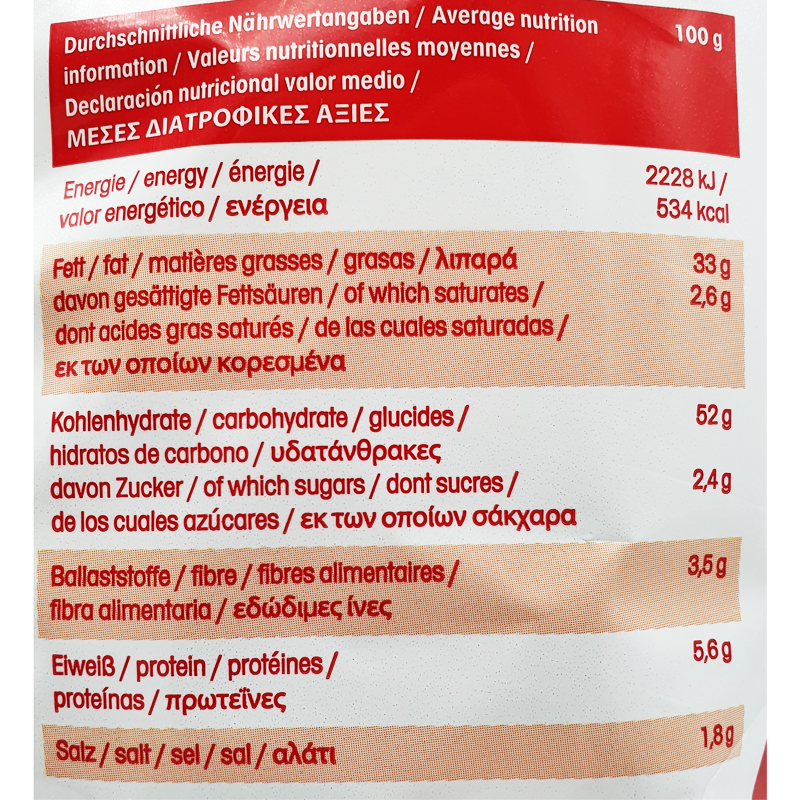 Durchschnittliche Nährwertangaben / Average nutrition 100 g
information / Valeurs nutritionnelles moyennes /
Declaración nutricional valor medio /
ΜΕΣΕΣ ΔΙΑΤΡΟΦΙΚΕΣ ΑΞΙΕΣ
Energie / energy / énergie / 2228 kJ /
valor energético / ενέργεια 534 kcal
Fett / fat / matières grasses / grasas / λιπαρά 33 g
davon gesättigte Fettsäuren / of which saturates / 2,6 g
dont acides gras saturés / de las cuales saturadas /
εκ των οποίων κορεσμένα
Kohlenhydrate / carbohydrate / glucides / 52 g
hidratos de carbono / υδατάνθρακες
davon Zucker / of which sugars / dont sucres / 2,4 g
de los cuales azúcares / εκ των οποίων σάκχαρα
Ballaststoffe / fibre / fibres alimentaires / 3,5 g
fibra alimentaria / εδώδιμες ίνες
Eiweiß / protein / protéines / 5,6 g
proteínas / πρωτεΐνες
Salz / salt / sel / sal / αλάτι 1,8 g